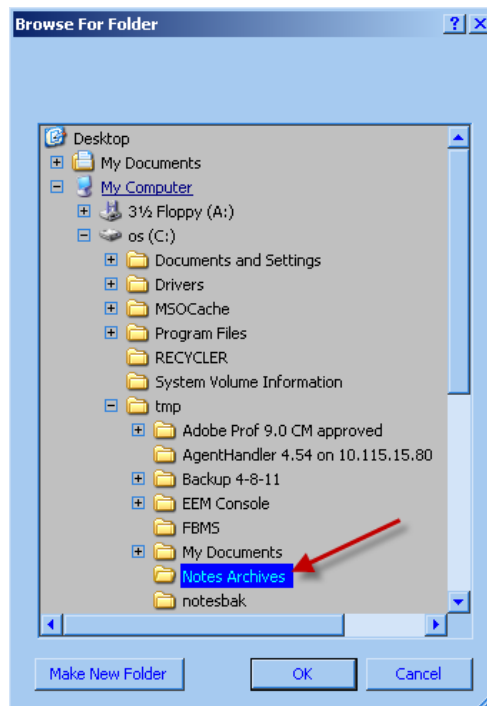 Browse For Folder
Desktop
My Documents
My Computer
3½ Floppy (A:)
os (C:)
Documents and Settings
Drivers
MSOCache
Program Files
RECYCLER
System Volume Information
tmp
Adobe Prof 9.0 CM approved
AgentHandler 4.54 on 10.115.15.80
Backup 4-8-11
EEM Console
FBMS
My Documents
Notes Archives
notesbak
Make New Folder
OK
Cancel